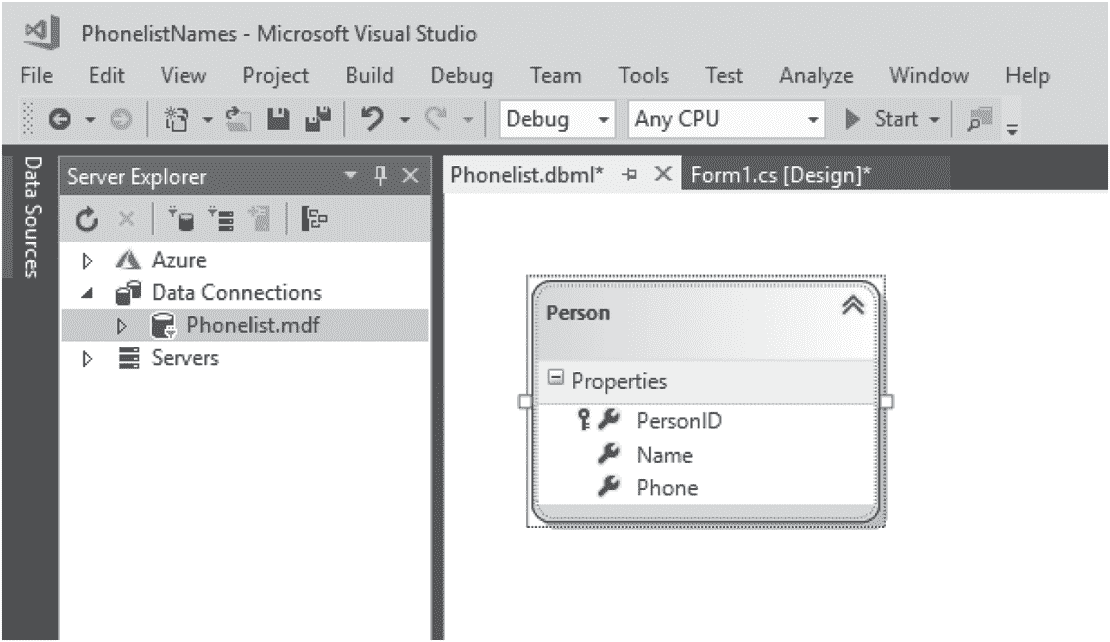 PhonelistNames - Microsoft Visual Studio
File Edit View Project Build Debug Team Tools Test Analyze Window Help
Debug Any CPU Start
Data Sources
Server Explorer
Phonelist.dbml* Form1.cs [Design]*
Azure
Data Connections
Phonelist.mdf
Servers
Person
Properties
PersonID
Name
Phone